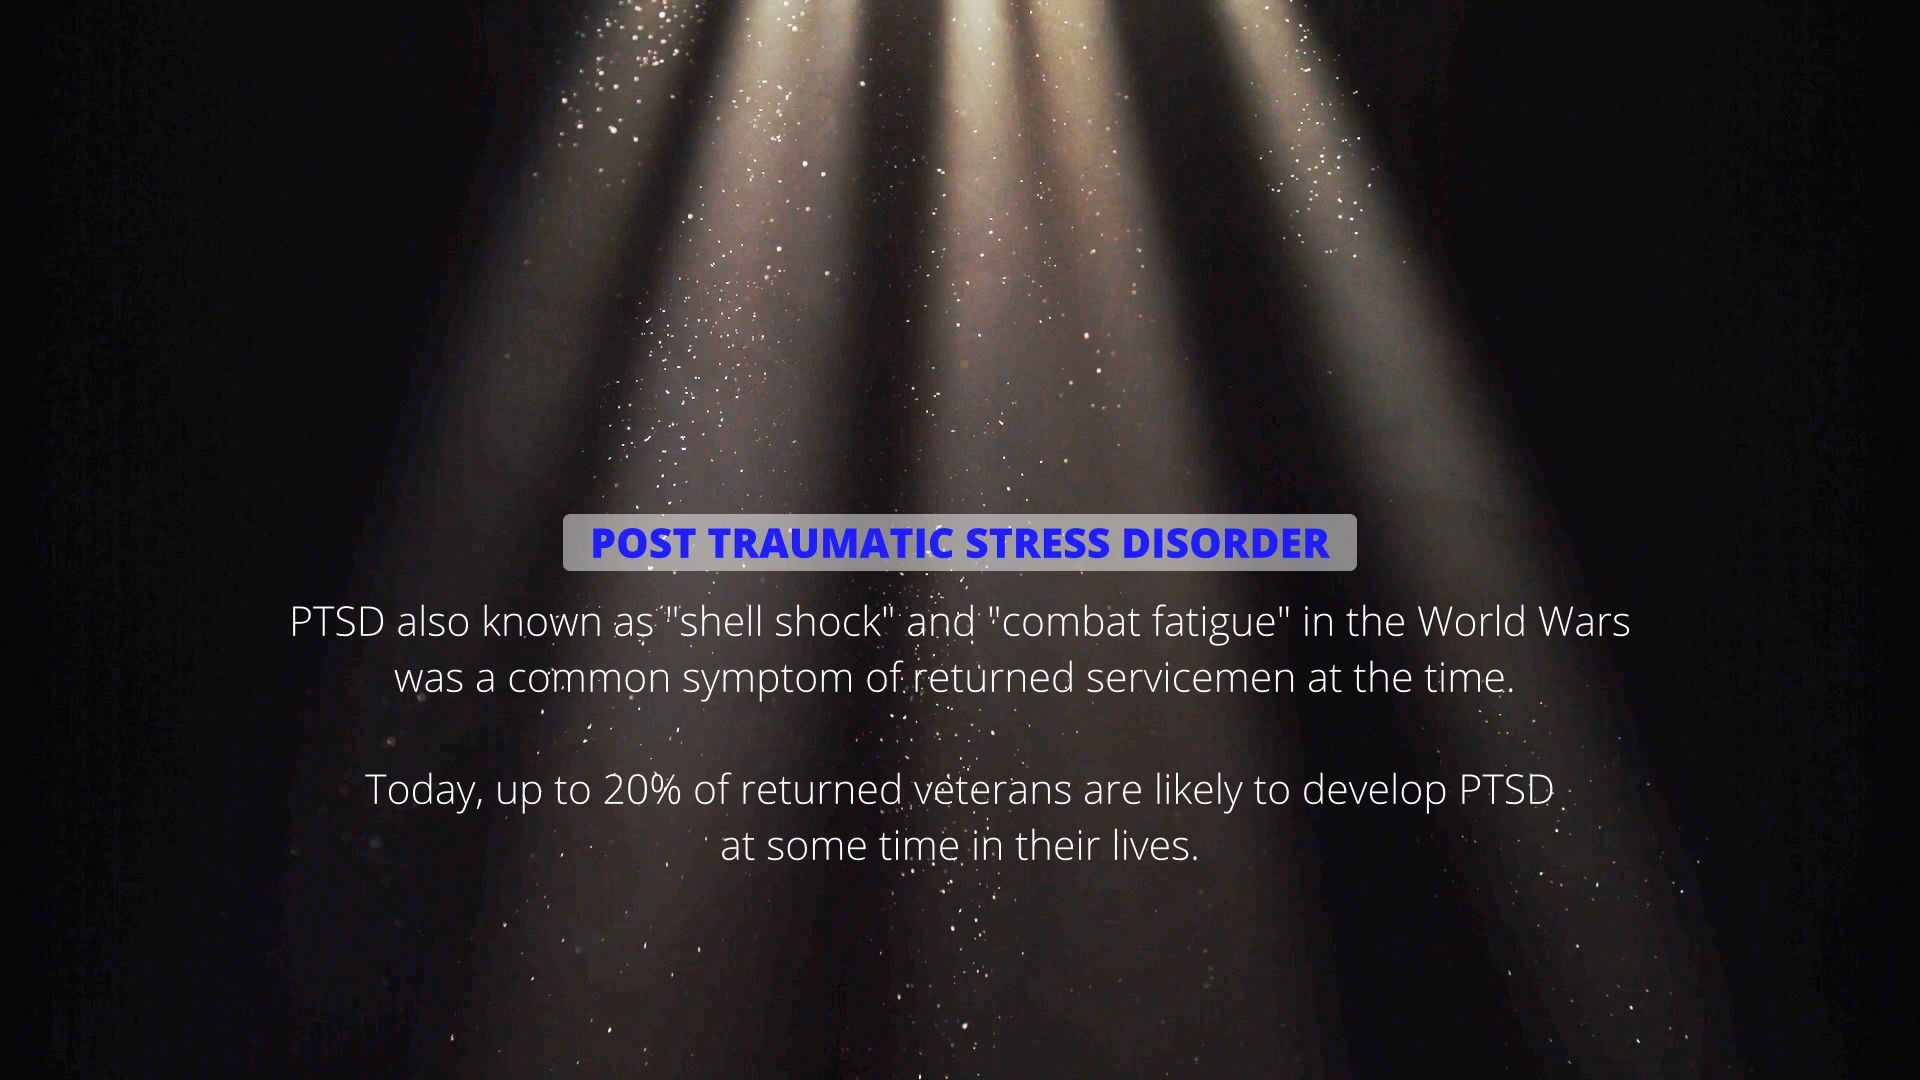 POST TRAUMATIC STRESS DISORDER
PTSD also known as "shell shock" and "combat fatigue" in the World Wars
was a common symptom of returned servicemen at the time.
Today, up to 20% of returned veterans are likely to develop PTSD
at some time in their lives.